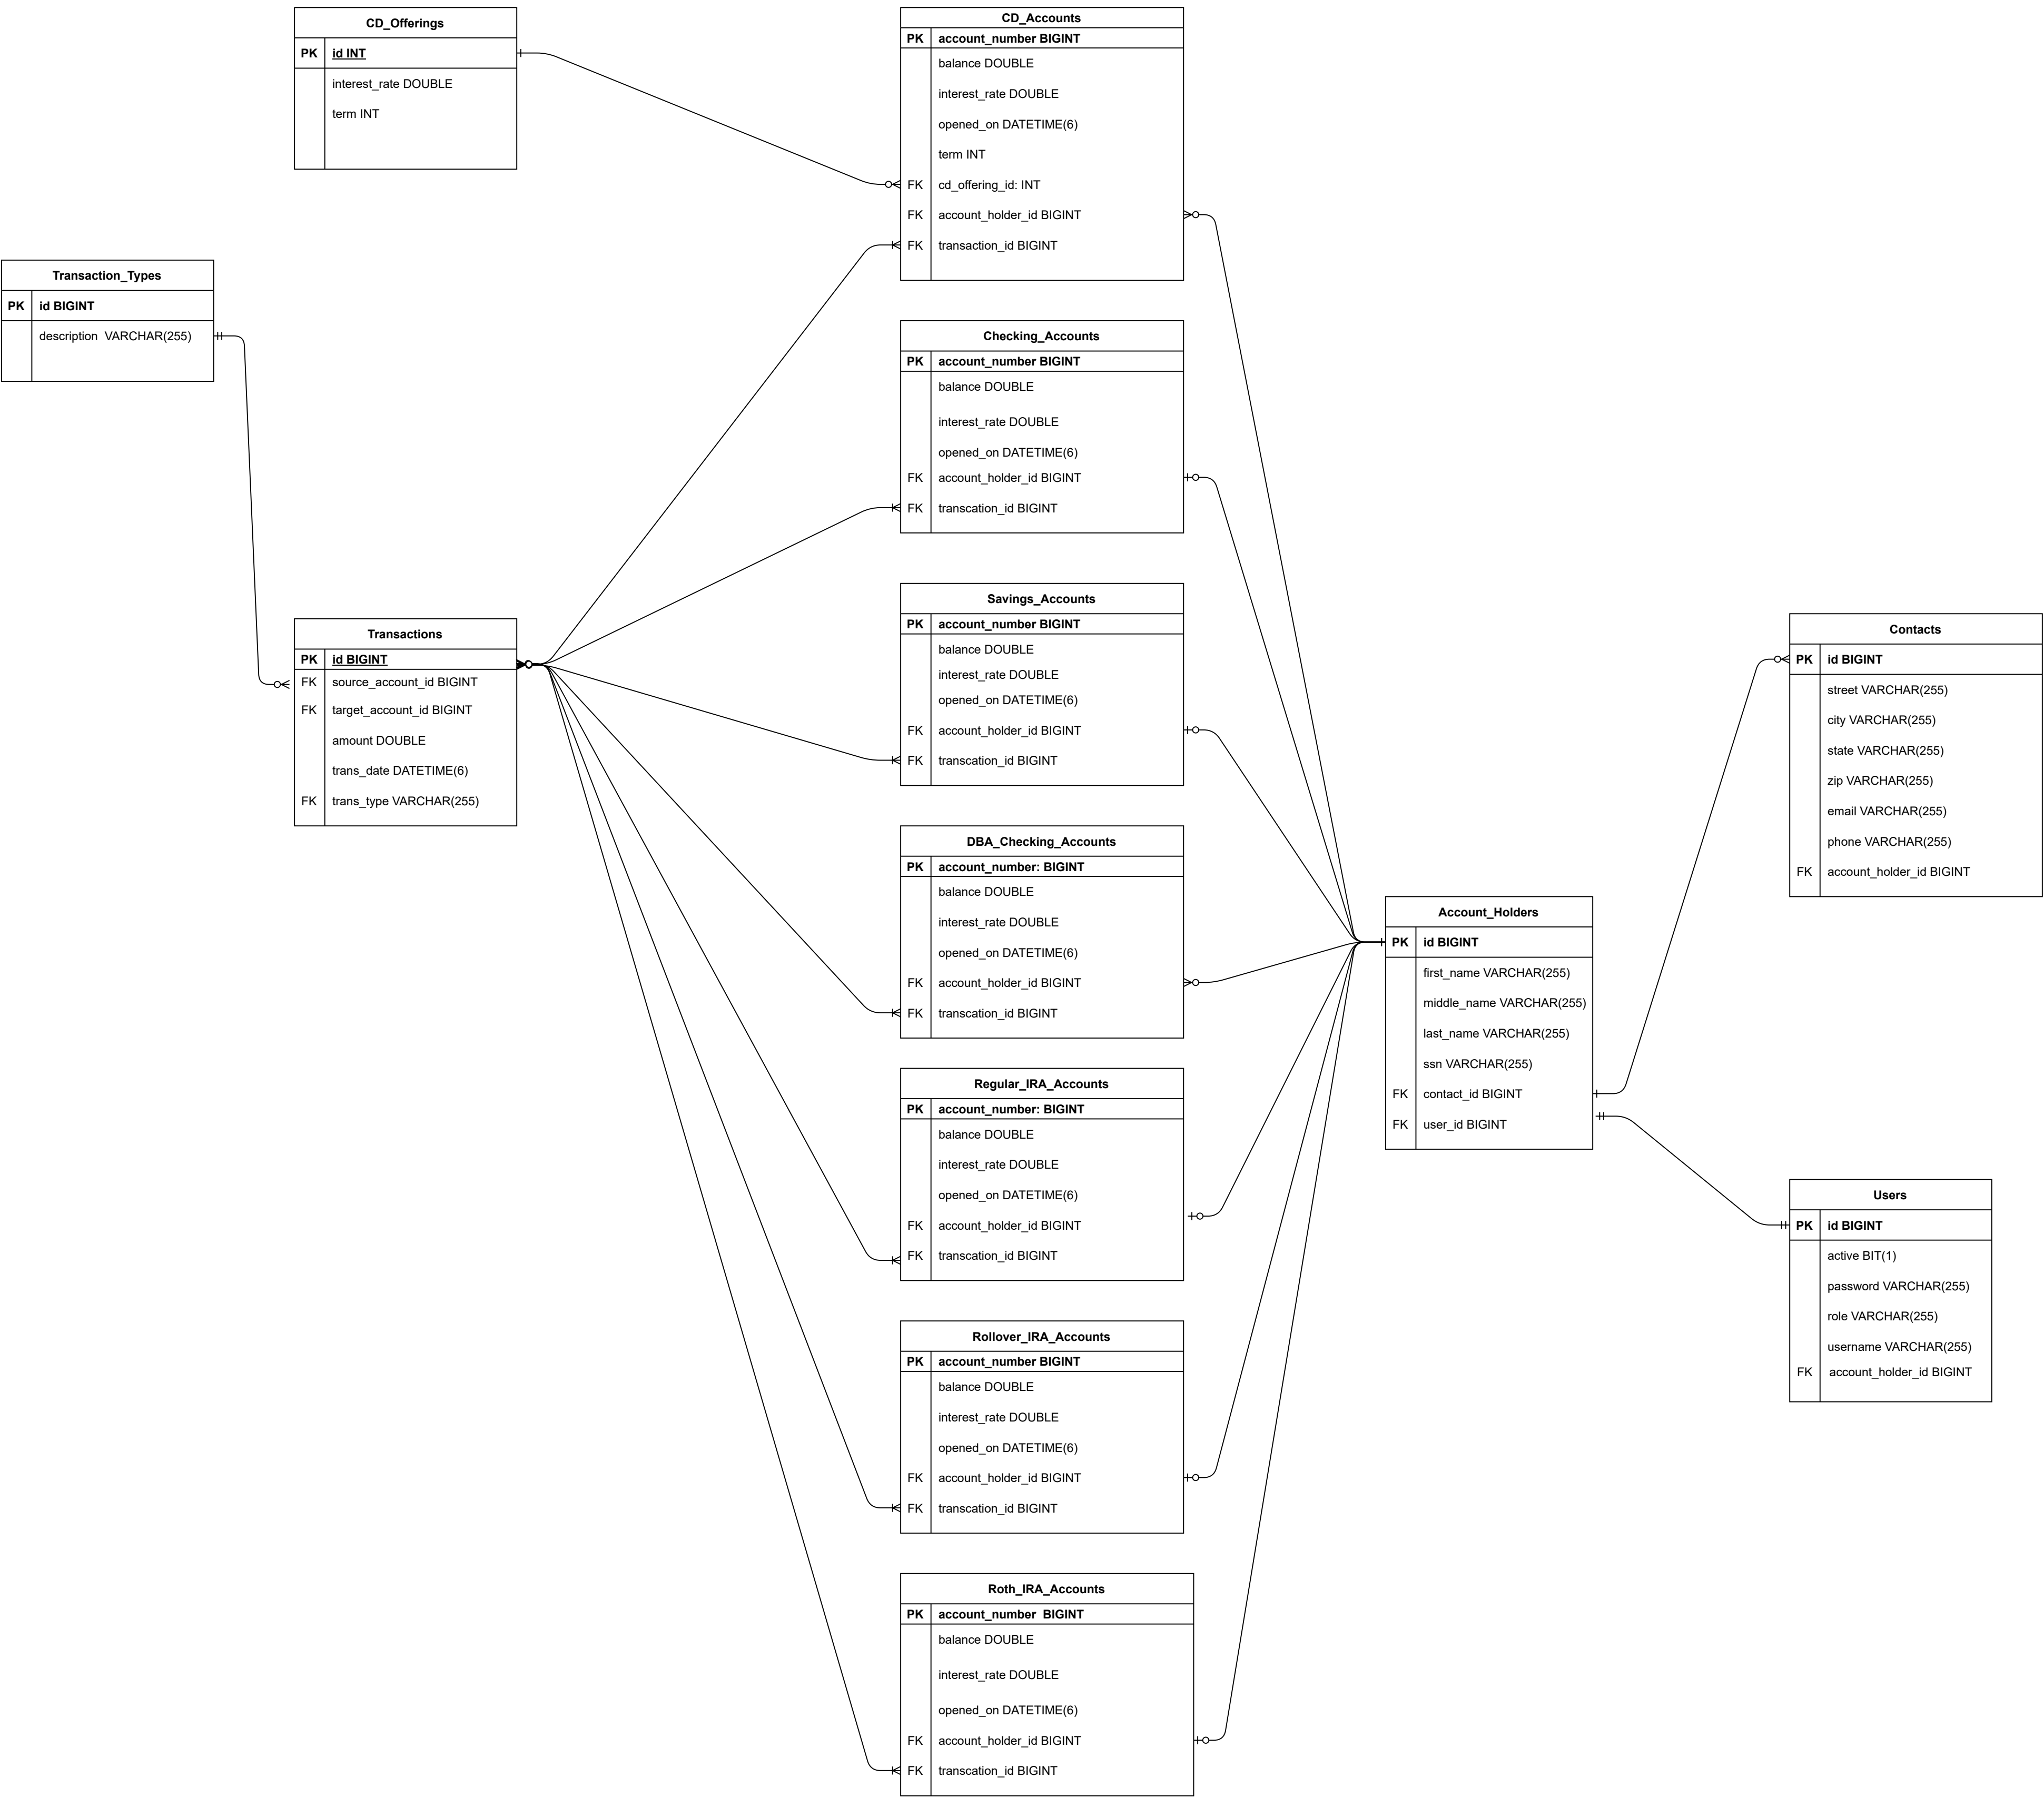 CD_Offerings
PK id INT
interest_rate DOUBLE
term INT
CD_Accounts
PK account_number BIGINT
balance DOUBLE
interest_rate DOUBLE
opened_on DATETIME(6)
term INT
FK cd_offering_id: INT
FK account_holder_id BIGINT
FK transaction_id BIGINT
Transaction_Types
PK id BIGINT
description  VARCHAR(255)
Checking_Accounts
PK account_number BIGINT
balance DOUBLE
interest_rate DOUBLE
opened_on DATETIME(6)
FK account_holder_id BIGINT
FK transcation_id BIGINT
Savings_Accounts
PK account_number BIGINT
balance DOUBLE
interest_rate DOUBLE
opened_on DATETIME(6)
FK account_holder_id BIGINT
FK transcation_id BIGINT
Transactions
PK id BIGINT
FK source_account_id BIGINT
FK target_account_id BIGINT
amount DOUBLE
trans_date DATETIME(6)
FK trans_type VARCHAR(255)
Contacts
PK id BIGINT
street VARCHAR(255)
city VARCHAR(255)
state VARCHAR(255)
zip VARCHAR(255)
email VARCHAR(255)
phone VARCHAR(255)
FK account_holder_id BIGINT
DBA_Checking_Accounts
PK account_number: BIGINT
balance DOUBLE
interest_rate DOUBLE
opened_on DATETIME(6)
FK account_holder_id BIGINT
FK transcation_id BIGINT
Account_Holders
PK id BIGINT
first_name VARCHAR(255)
middle_name VARCHAR(255)
last_name VARCHAR(255)
ssn VARCHAR(255)
FK contact_id BIGINT
FK user_id BIGINT
Regular_IRA_Accounts
PK account_number: BIGINT
balance DOUBLE
interest_rate DOUBLE
opened_on DATETIME(6)
FK account_holder_id BIGINT
FK transcation_id BIGINT
Users
PK id BIGINT
active BIT(1)
password VARCHAR(255)
role VARCHAR(255)
username VARCHAR(255)
FK account_holder_id BIGINT
Rollover_IRA_Accounts
PK account_number BIGINT
balance DOUBLE
interest_rate DOUBLE
opened_on DATETIME(6)
FK account_holder_id BIGINT
FK transcation_id BIGINT
Roth_IRA_Accounts
PK account_number  BIGINT
balance DOUBLE
interest_rate DOUBLE
opened_on DATETIME(6)
FK account_holder_id BIGINT
FK transcation_id BIGINT